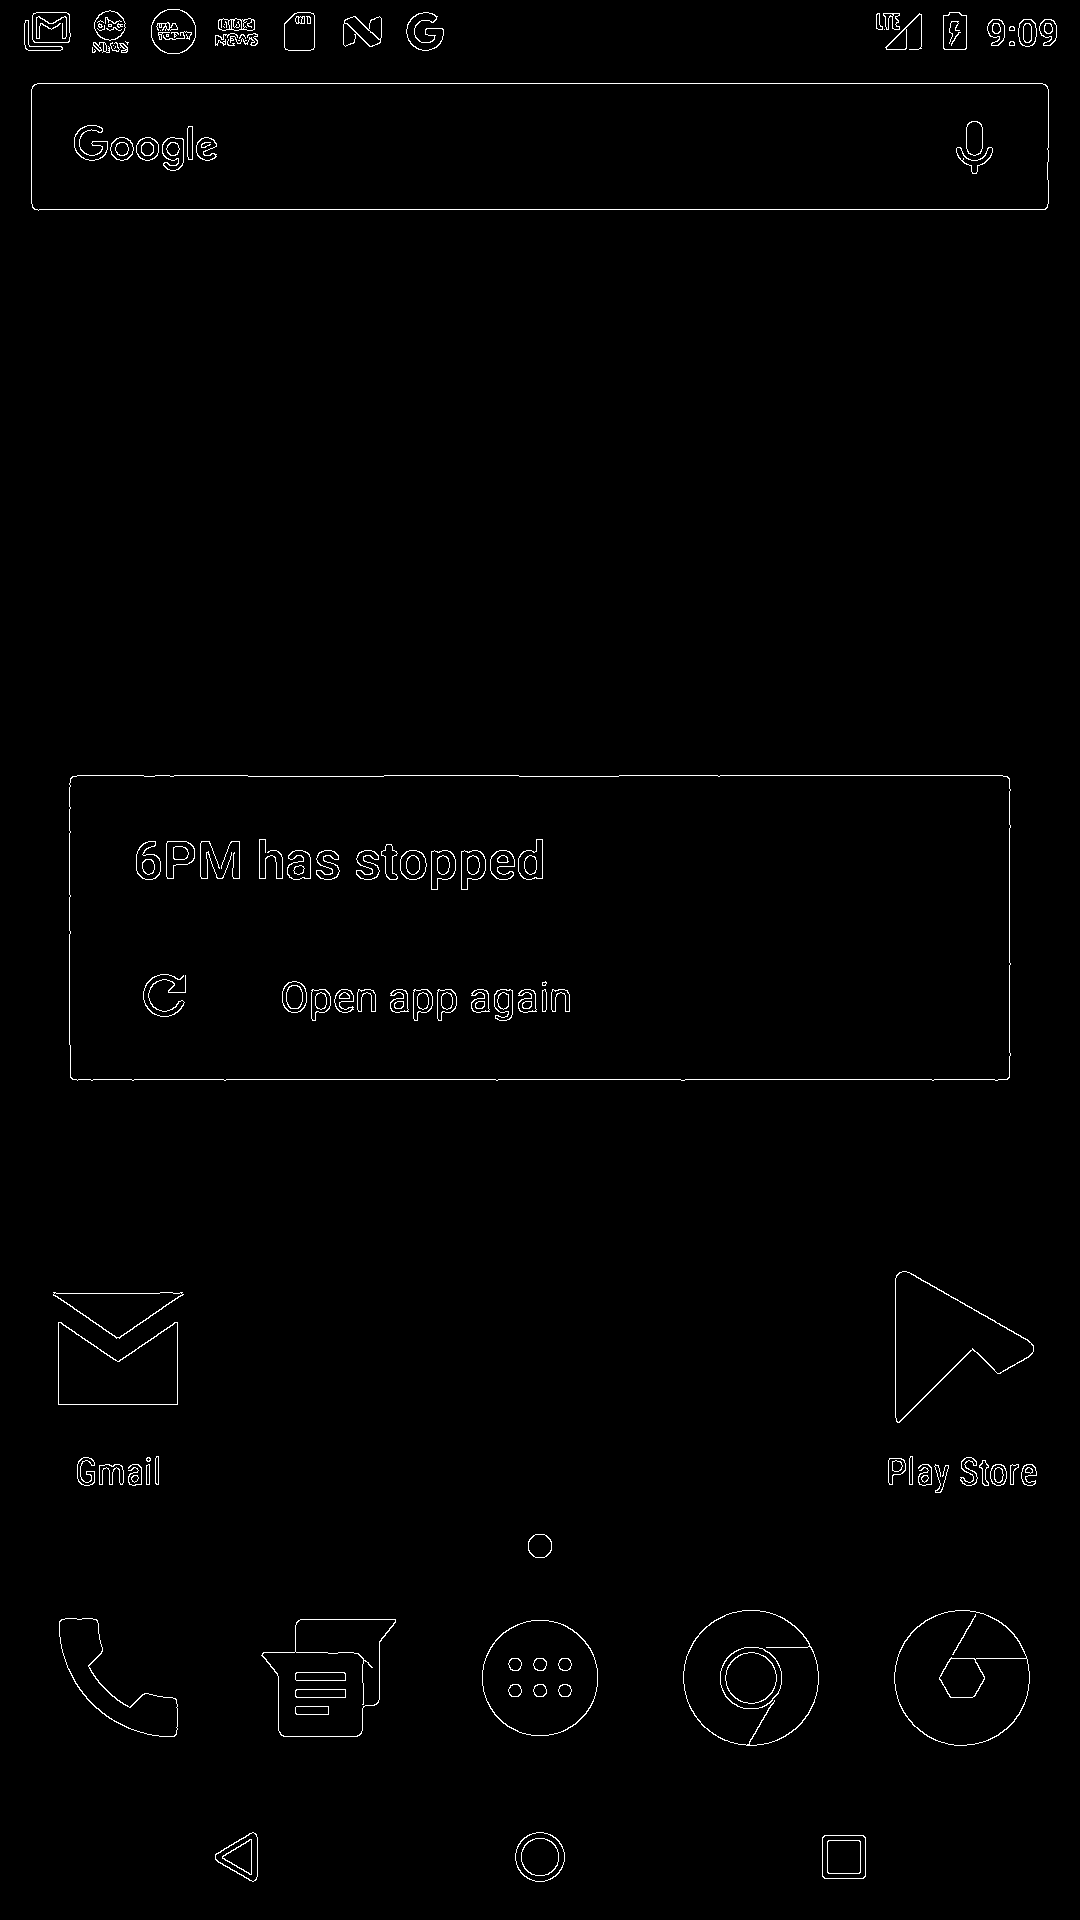 abc NEWS USA TODAY BBC NEWS LTE 9:09
Google
6PM has stopped
Open app again
Gmail Play Store